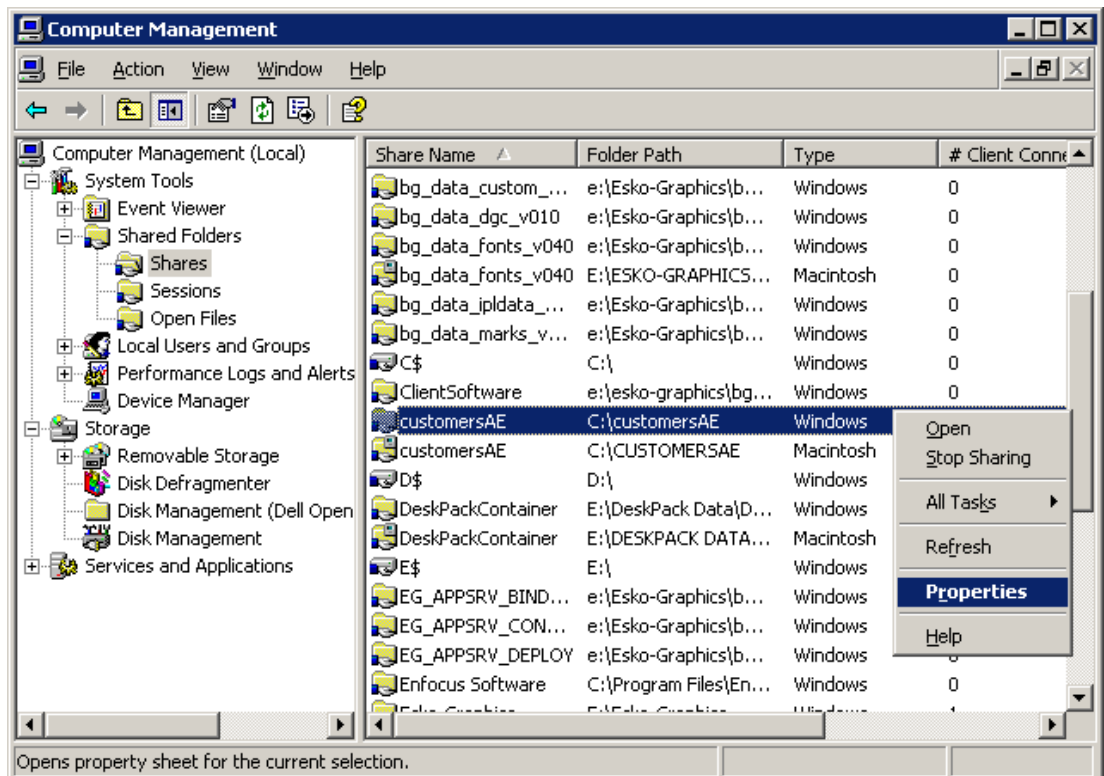 Computer Management
File Action View Window Help
Computer Management (Local)
System Tools
Event Viewer
Shared Folders
Shares
Sessions
Open Files
Local Users and Groups
Performance Logs and Alerts
Device Manager
Storage
Removable Storage
Disk Defragmenter
Disk Management (Dell Open
Disk Management
Services and Applications
Share Name Folder Path Type # Client Conne
bg_data_custom_... e:\Esko-Graphics\b... Windows 0
bg_data_dgc_v010 e:\Esko-Graphics\b... Windows 0
bg_data_fonts_v040 e:\Esko-Graphics\b... Windows 0
bg_data_fonts_v040 E:\ESKO-GRAPHICS... Macintosh 0
bg_data_ipldata_... e:\Esko-Graphics\b... Windows 0
bg_data_marks_v... e:\Esko-Graphics\b... Windows 0
C$ C:\ Windows 0
ClientSoftware e:\esko-graphics\bg... Windows 0
customersAE C:\customersAE Windows
customersAE C:\CUSTOMERSAE Macintosh
D$ D:\ Windows
DeskPackContainer E:\DeskPack Data\D... Windows
DeskPackContainer E:\DESKPACK DATA... Macintosh
E$ E:\ Windows
EG_APPSRV_BIND... e:\Esko-Graphics\b... Windows
EG_APPSRV_CON... e:\Esko-Graphics\b... Windows
EG_APPSRV_DEPLOY e:\Esko-Graphics\b... Windows
Enfocus Software C:\Program Files\En... Windows 0
Open
Stop Sharing
All Tasks
Refresh
Properties
Help
Opens property sheet for the current selection.